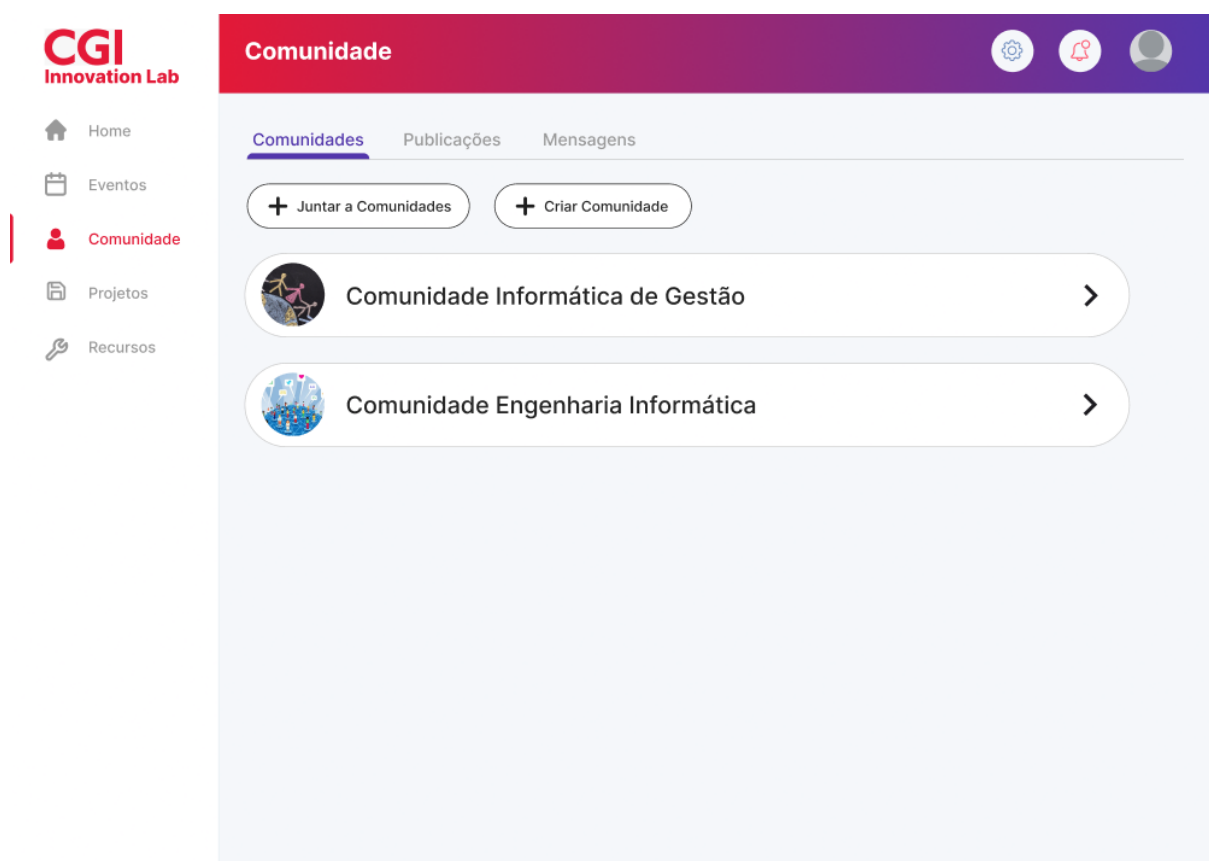 CGI
Innovation Lab
Home
Eventos
Comunidade
Projetos
Recursos
Comunidade
Comunidades Publicações Mensagens
Juntar a Comunidades Criar Comunidade
Comunidade Informática de Gestão
Comunidade Engenharia Informática